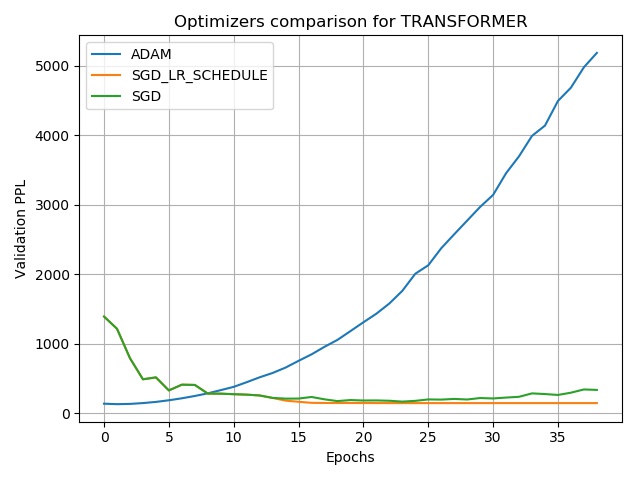 Optimizers comparison for TRANSFORMER
ADAM
SGD_LR_SCHEDULE
SGD
Validation PPL
5000
4000
3000
2000
1000
0
0 5 10 15 20 25 30 35
Epochs